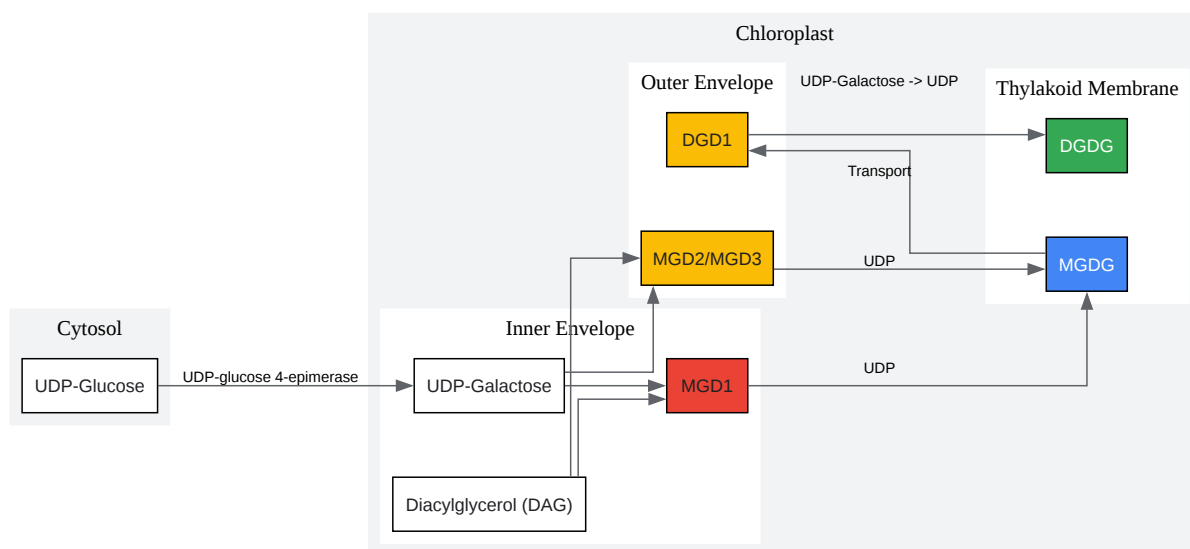 Chloroplast
Outer Envelope
UDP-Galactose -> UDP
Thylakoid Membrane
DGD1
DGDG
Transport
MGD2/MGD3
UDP
MGDG
Cytosol
Inner Envelope
UDP-Glucose
UDP-glucose 4-epimerase
UDP-Galactose
MGD1
UDP
Diacylglycerol (DAG)